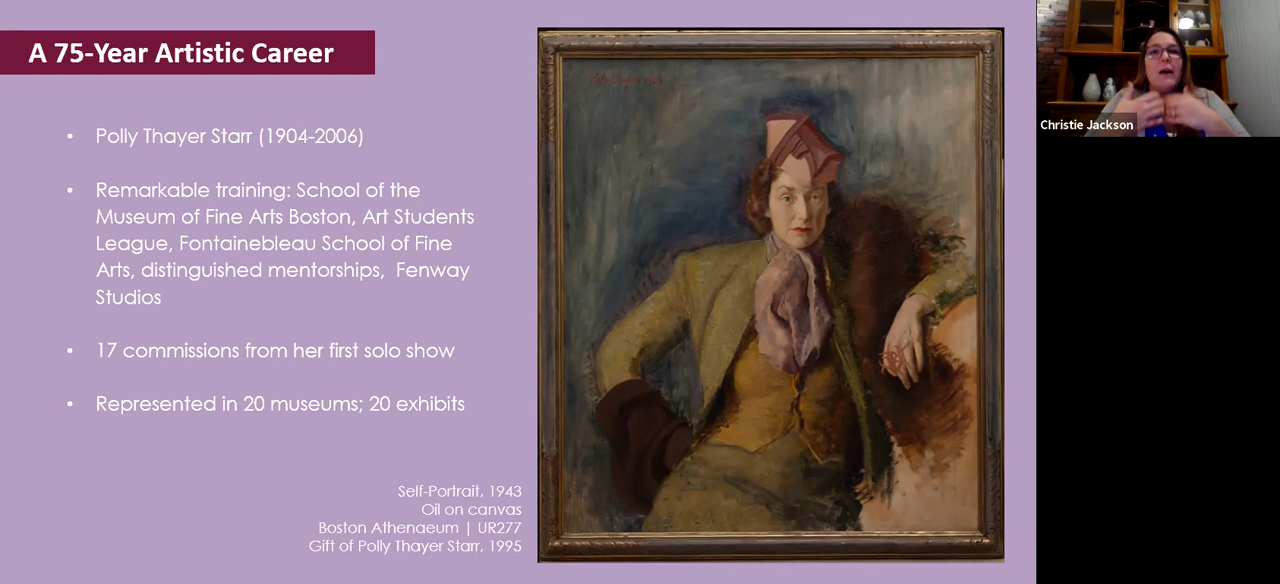 A 75-Year Artistic Career
• Polly Thayer Starr (1904-2006)
• Remarkable training: School of the
Museum of Fine Arts Boston, Art Students
League, Fontainebleau School of Fine
Arts, distinguished mentorships, Fenway
Studios
• 17 commissions from her first solo show
• Represented in 20 museums; 20 exhibits
Self-Portrait, 1943
Oil on canvas
Boston Athenaeum | UR277
Gift of Polly Thayer Starr, 1995
Christie Jackson